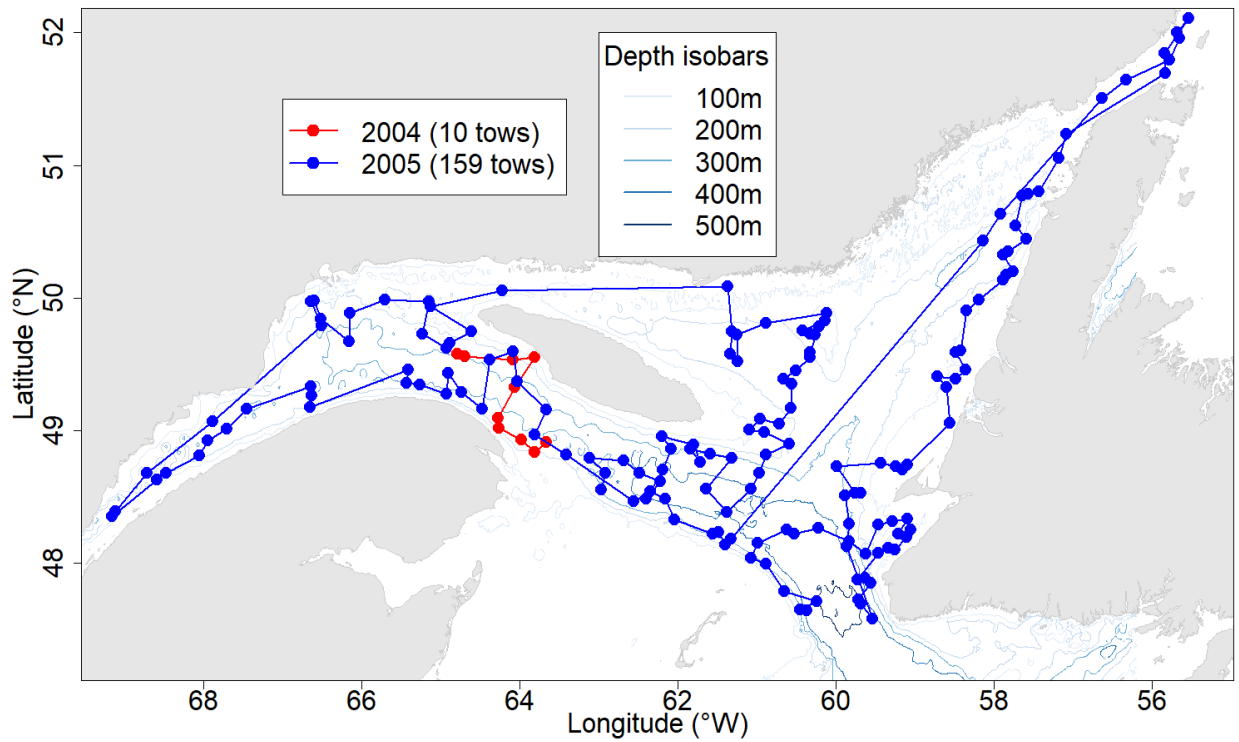 Depth isobars
100m
200m
300m
400m
500m
2004 (10 tows)
2005 (159 tows)
Latitude (°N)
52
51
50
49
48
68
66
64
62
60
58
56
Longitude (°W)